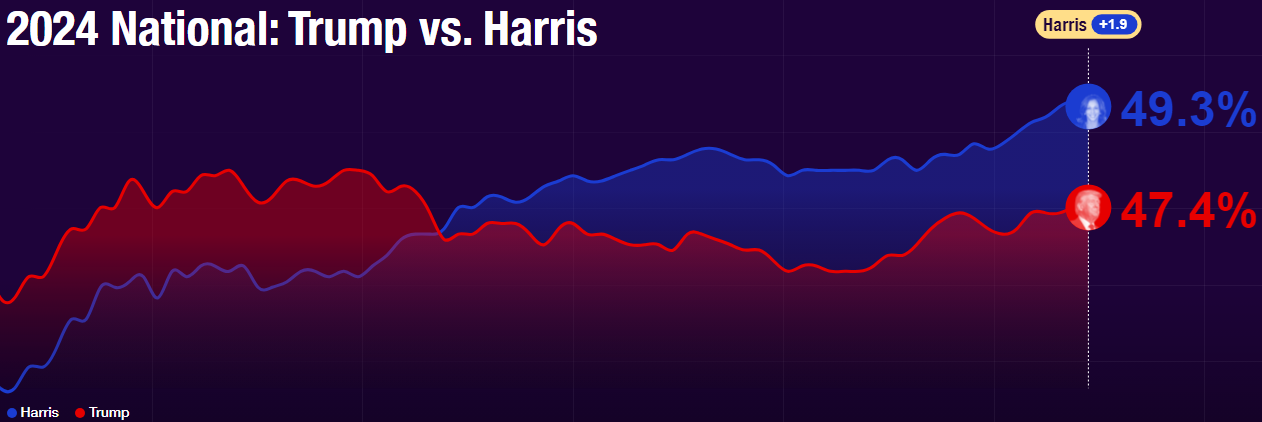 2024 National: Trump vs. Harris
Harris +1.9
49.3%
47.4%
Harris Trump